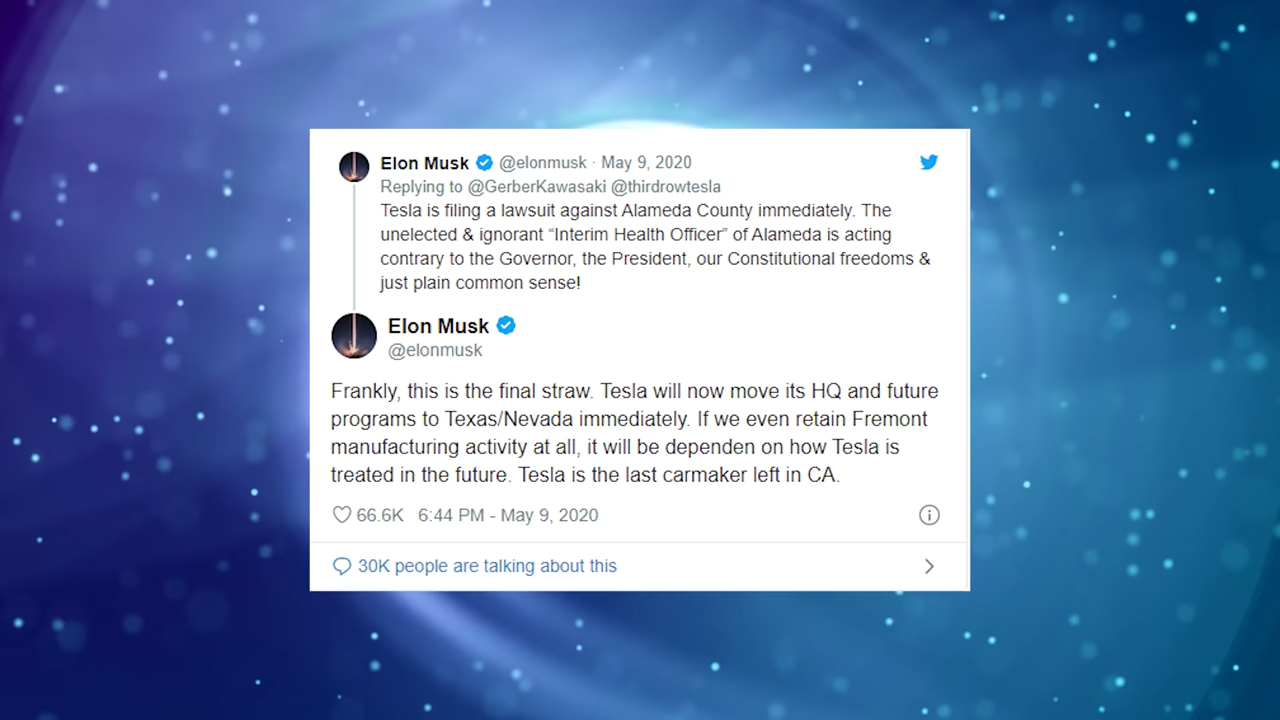 Elon Musk @elonmusk · May 9, 2020
Replying to @GerberKawasaki @thirdrowtesla
Tesla is filing a lawsuit against Alameda County immediately. The
unelected & ignorant “Interim Health Officer” of Alameda is acting
contrary to the Governor, the President, our Constitutional freedoms &
just plain common sense!
Elon Musk
@elonmusk
Frankly, this is the final straw. Tesla will now move its HQ and future
programs to Texas/Nevada immediately. If we even retain Fremont
manufacturing activity at all, it will be dependen on how Tesla is
treated in the future. Tesla is the last carmaker left in CA.
66.6K 6:44 PM - May 9, 2020
30K people are talking about this